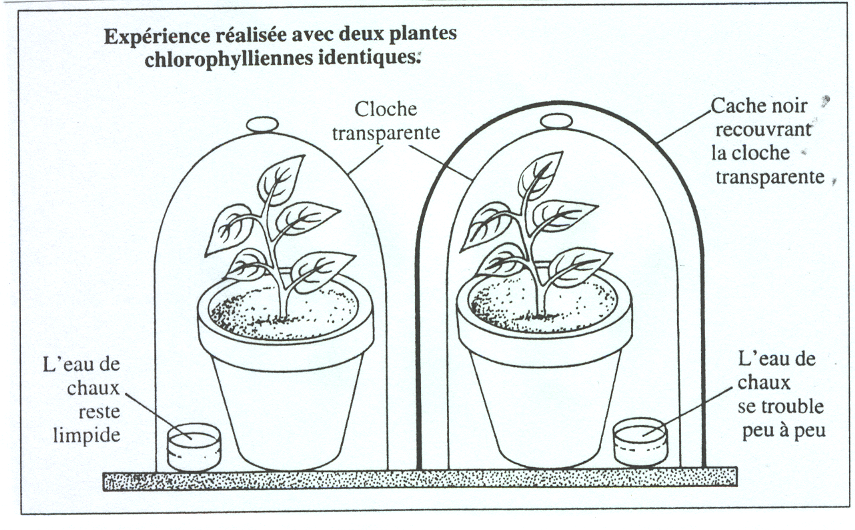 Expérience réalisée avec deux plantes
chlorophylliennes identiques.
Cloche
transparente
Cache noir
recouvrant
la cloche
transparente
L'eau de
chaux
reste
limpide
L'eau de
chaux
se trouble
peu à peu